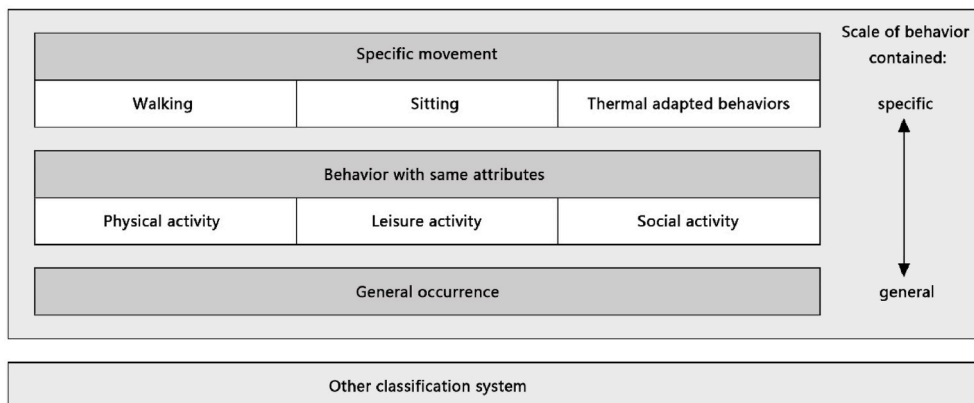 Specific movement
Walking
Sitting
Thermal adapted behaviors
Behavior with same attributes
Physical activity
Leisure activity
Social activity
General occurrence
Scale of behavior
contained:
specific
general
Other classification system